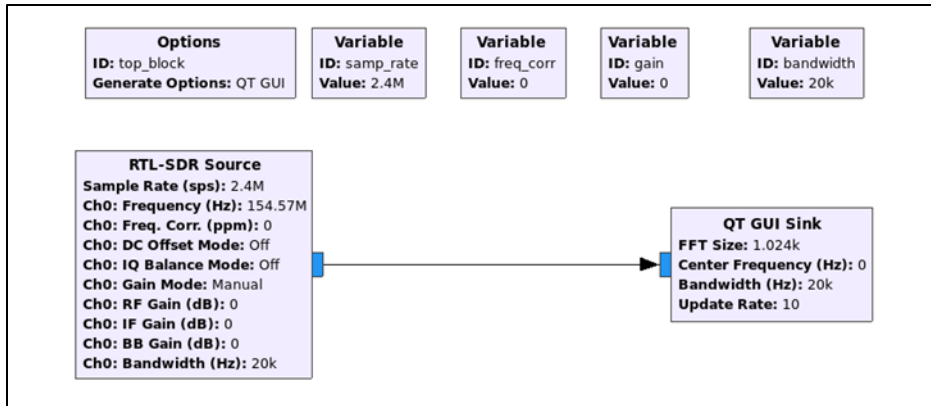 Options
ID: top_block
Generate Options: QT GUI
Variable
ID: samp_rate
Value: 2.4M
Variable
ID: freq_corr
Value: 0
Variable
ID: gain
Value: 0
Variable
ID: bandwidth
Value: 20k
RTL-SDR Source
Sample Rate (sps): 2.4M
Ch0: Frequency (Hz): 154.57M
Ch0: Freq. Corr. (ppm): 0
Ch0: DC Offset Mode: Off
Ch0: IQ Balance Mode: Off
Ch0: Gain Mode: Manual
Ch0: RF Gain (dB): 0
Ch0: IF Gain (dB): 0
Ch0: BB Gain (dB): 0
Ch0: Bandwidth (Hz): 20k
QT GUI Sink
FFT Size: 1.024k
Center Frequency (Hz): 0
Bandwidth (Hz): 20k
Update Rate: 10